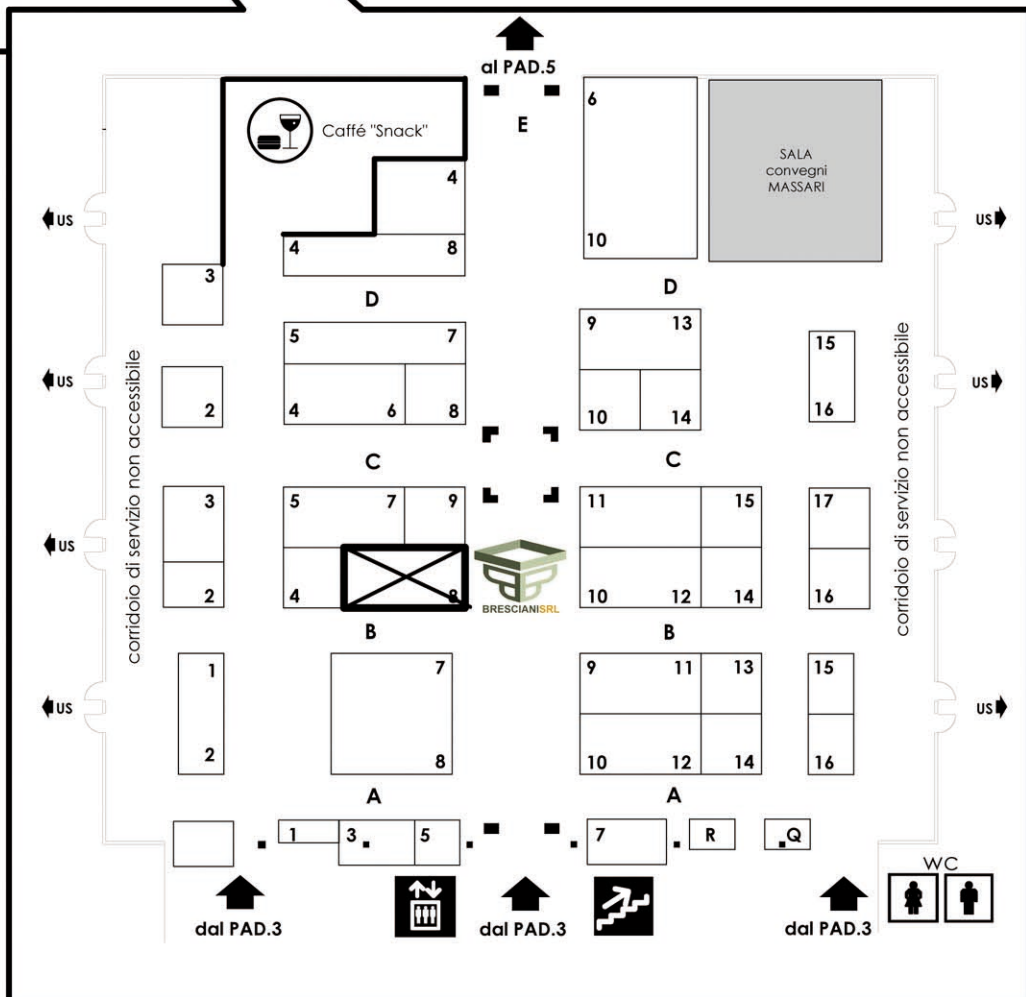 al PAD.5
E
Caffé "Snack"
6
SALA
convegni
MASSARI
4
US
US
10
4
8
3
D
D
5
7
9
13
15
corridoio di servizio non accessibile
corridoio di servizio non accessibile
US
US
2
4
6
8
10
14
16
C
C
3
5
7
9
11
15
17
US
BRESCIANISRL
2
4
8
10
12
14
16
B
B
1
7
9
11
13
15
US
US
2
8
10
12
14
16
A
A
1
3
5
7
R
Q
WC
dal PAD.3
dal PAD.3
dal PAD.3